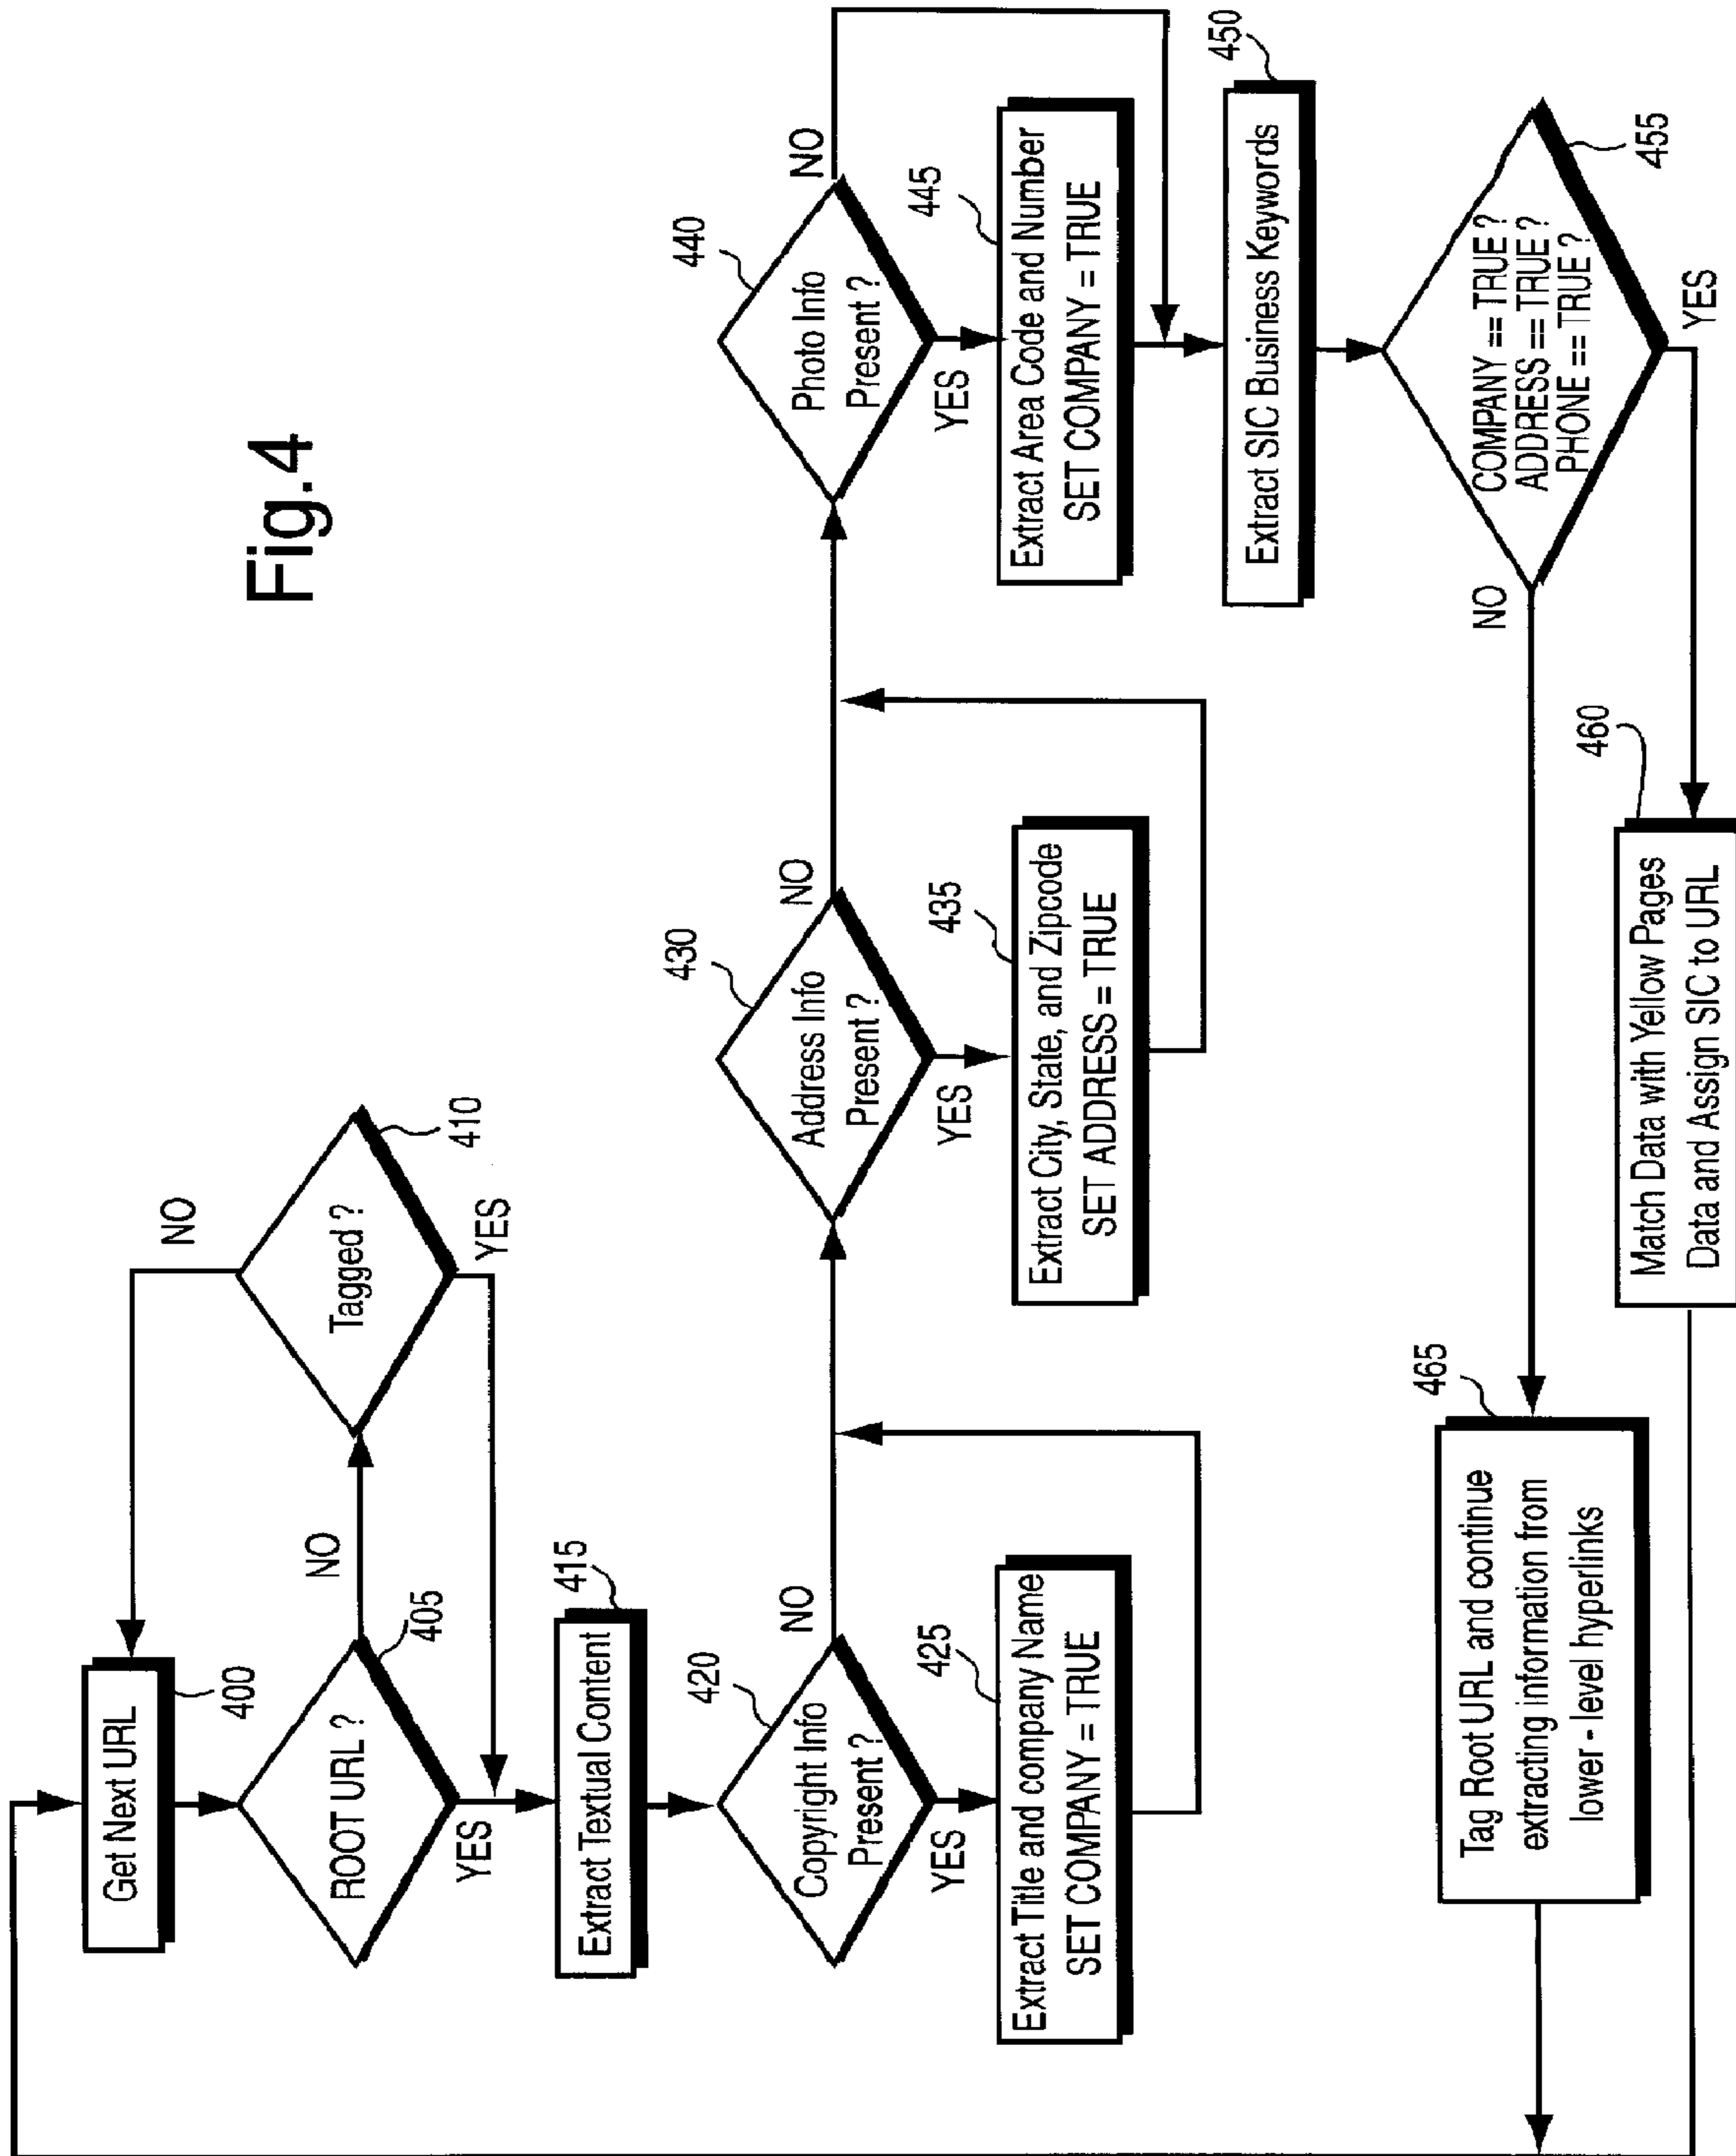 Fig.4
Get Next URL
400
ROOT URL ?
405
NO
YES
Tagged ?
410
NO
YES
Extract Textual Content
415
Copyright Info
Present ?
420
NO
YES
Extract Title and company Name
SET COMPANY = TRUE
425
Address Info
Present ?
430
NO
YES
Extract City, State, and Zipcode
SET ADDRESS = TRUE
435
Photo Info
Present ?
440
NO
YES
Extract Area Code and Number
SET COMPANY = TRUE
445
Extract SIC Business Keywords
450
COMPANY == TRUE ?
ADDRESS == TRUE ?
PHONE == TRUE ?
455
NO
YES
Match Data with Yellow Pages
Data and Assign SIC to URL
460
Tag Root URL and continue
extracting information from
lower - level hyperlinks
465